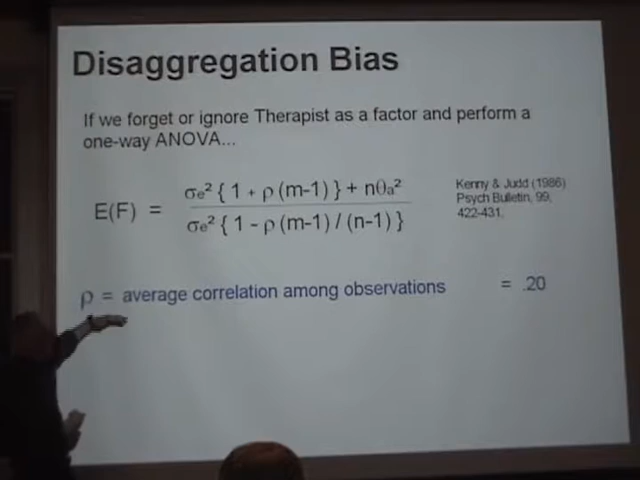 Disaggregation Bias
If we forget or ignore Therapist as a factor and perform a
one-way ANOVA...
E(F) = σe² { 1 + ρ (m-1) } + nθa²
σe² { 1 - ρ (m-1) / (n-1) }
Kenny & Judd (1986)
Psych Bulletin, 99,
422-431.
ρ = average correlation among observations = .20